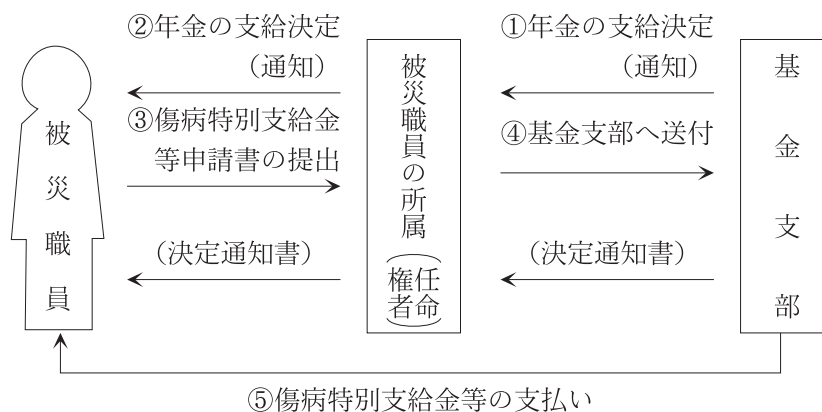 ②年金の支給決定
（通知）
①年金の支給決定
（通知）
③傷病特別支給金
等申請書の提出
④基金支部へ送付
（決定通知書）
（決定通知書）
被災職員
被災職員の所属
（任命権者）
基金支部
⑤傷病特別支給金等の支払い